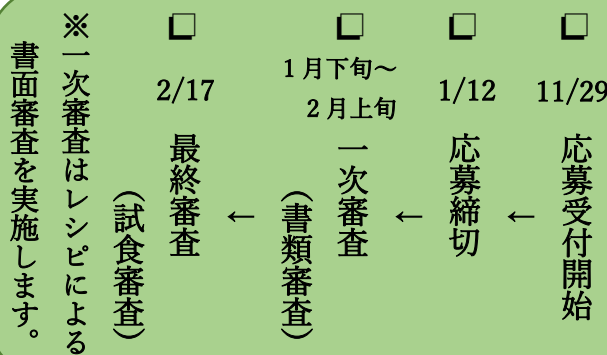 ❏ 11/29 応募受付開始
←
❏ 1/12 応募締切
←
❏ 1月下旬～
2月上旬 一次審査
（書類審査）
←
❏ 2/17 最終審査
（試食審査）
※一次審査はレシピによる
書面審査を実施します。